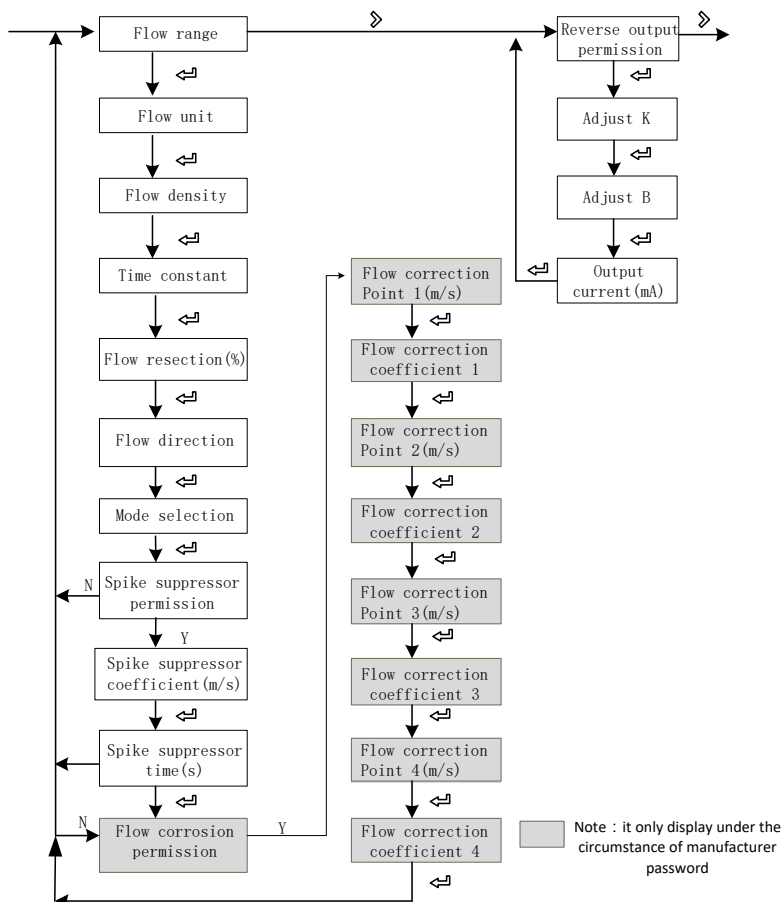 Flow range
Flow unit
Flow density
Time constant
Flow resection(%)
Flow direction
Mode selection
N
Spike suppressor
permission
Y
Spike suppressor
coefficient(m/s)
Spike suppressor
time(s)
N
Flow corrosion
permission
Y
Flow correction
Point 1(m/s)
Flow correction
coefficient 1
Flow correction
Point 2(m/s)
Flow correction
coefficient 2
Flow correction
Point 3(m/s)
Flow correction
coefficient 3
Flow correction
Point 4(m/s)
Flow correction
coefficient 4
Reverse output
permission
Adjust K
Adjust B
Output
current(mA)
Note：it only display under the
circumstance of manufacturer
password